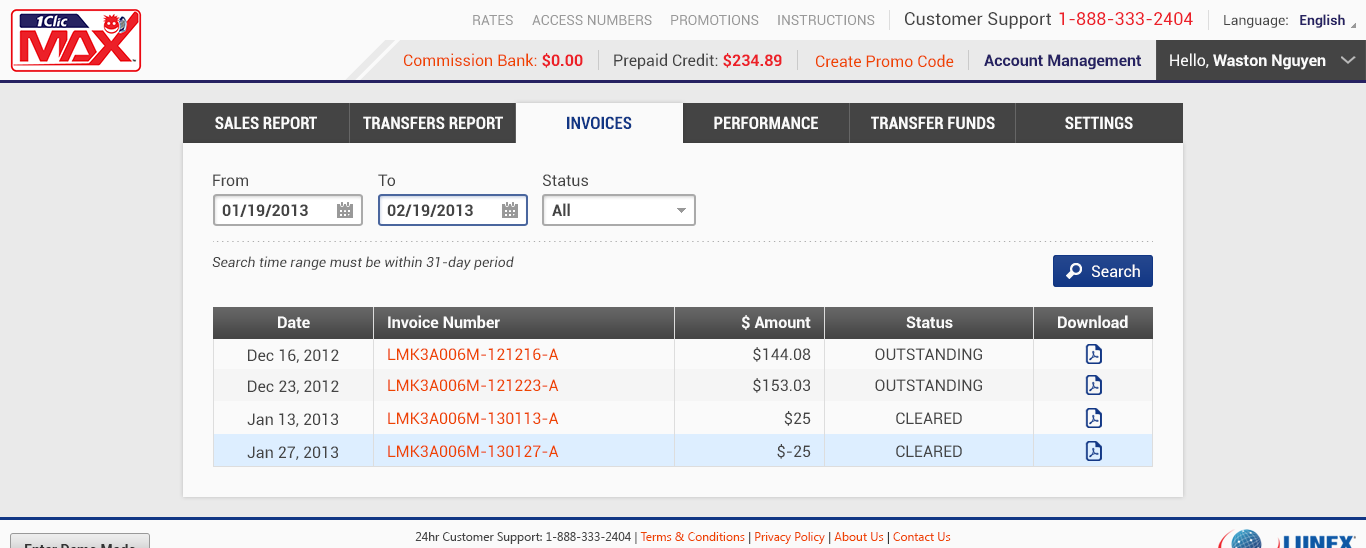 1Clic
MAX
RATES ACCESS NUMBERS PROMOTIONS INSTRUCTIONS Customer Support 1-888-333-2404 Language: English
Commission Bank: $0.00 Prepaid Credit: $234.89 Create Promo Code Account Management Hello, Waston Nguyen
SALES REPORT TRANSFERS REPORT INVOICES PERFORMANCE TRANSFER FUNDS SETTINGS
From To Status
01/19/2013 02/19/2013 All
Search time range must be within 31-day period
Search
Date Invoice Number $ Amount Status Download
Dec 16, 2012 LMK3A006M-121216-A $144.08 OUTSTANDING
Dec 23, 2012 LMK3A006M-121223-A $153.03 OUTSTANDING
Jan 13, 2013 LMK3A006M-130113-A $25 CLEARED
Jan 27, 2013 LMK3A006M-130127-A $-25 CLEARED
24hr Customer Support: 1-888-333-2404 | Terms & Conditions | Privacy Policy | About Us | Contact Us
Enter Demo Mode
LUNEX